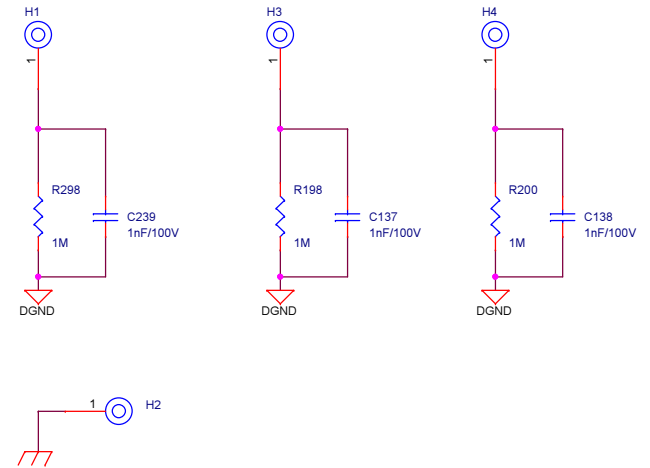 H1
H3
H4
1
1
1
R298
R198
R200
C239
C137
C138
1nF/100V
1nF/100V
1nF/100V
1M
1M
1M
DGND
DGND
DGND
1
H2